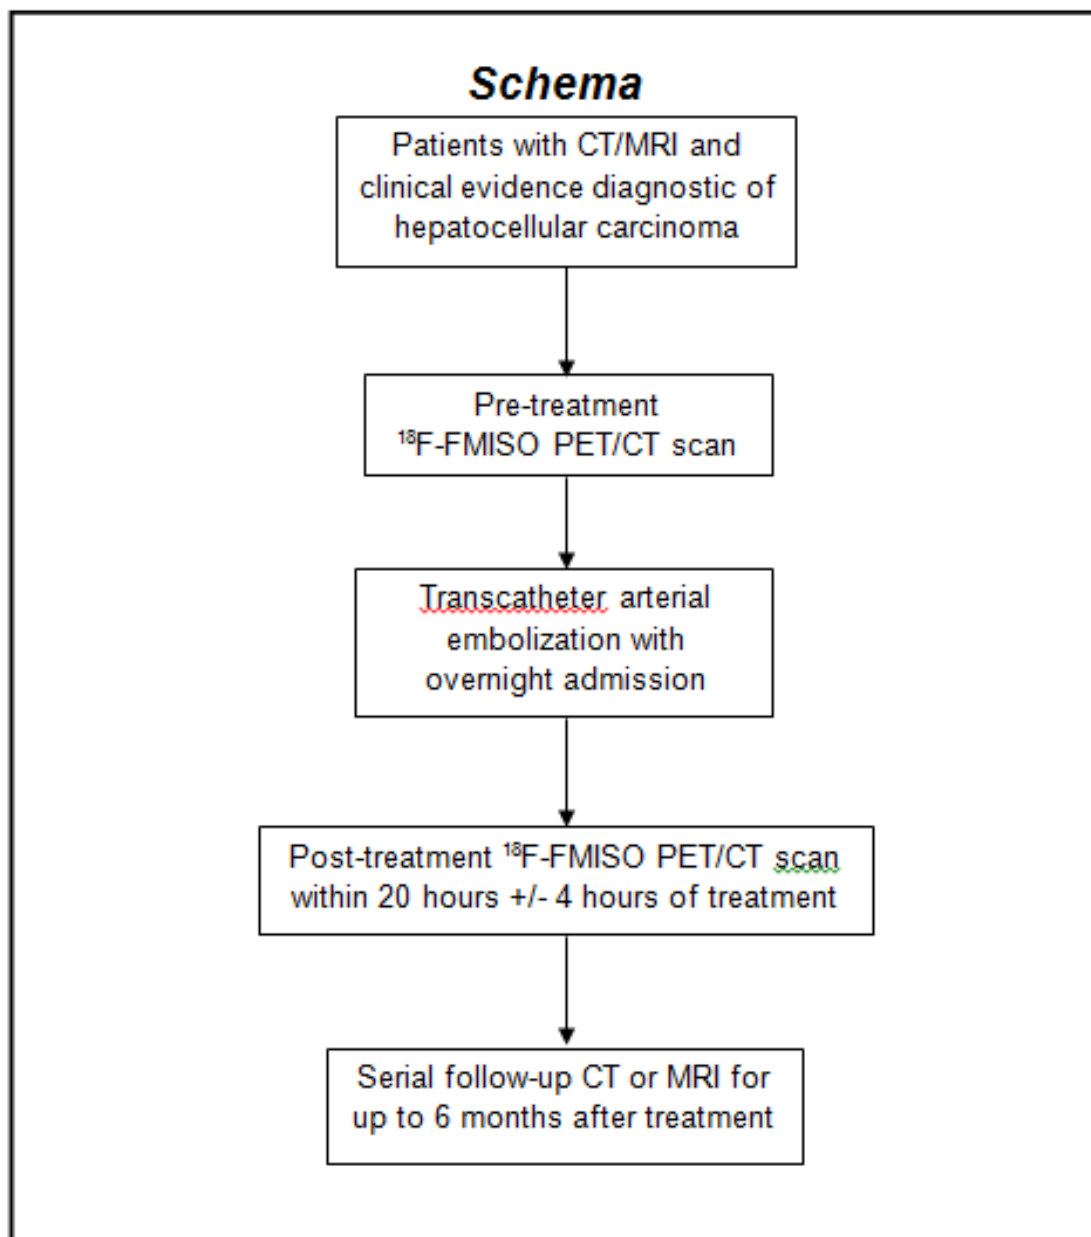 Schema
Patients with CT/MRI and
clinical evidence diagnostic of
hepatocellular carcinoma
Pre-treatment
¹⁸F-FMISO PET/CT scan
Transcatheter arterial
embolization with
overnight admission
Post-treatment ¹⁸F-FMISO PET/CT scan
within 20 hours +/- 4 hours of treatment
Serial follow-up CT or MRI for
up to 6 months after treatment